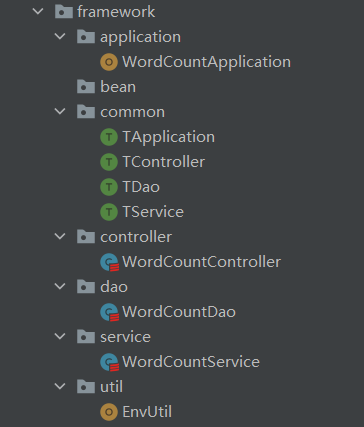 framework
application
WordCountApplication
bean
common
TApplication
TController
TDao
TService
controller
WordCountController
dao
WordCountDao
service
WordCountService
util
EnvUtil